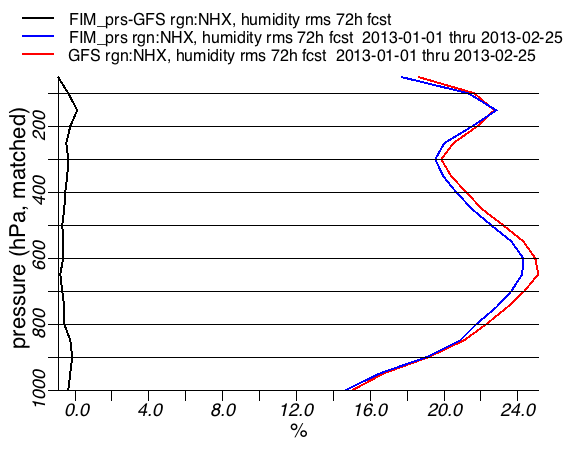 FIM_prs-GFS rgn:NHX, humidity rms 72h fcst
FIM_prs rgn:NHX, humidity rms 72h fcst 2013-01-01 thru 2013-02-25
GFS rgn:NHX, humidity rms 72h fcst 2013-01-01 thru 2013-02-25
pressure (hPa, matched)
200
400
600
800
1000
0.0 4.0 8.0 12.0 16.0 20.0 24.0
%